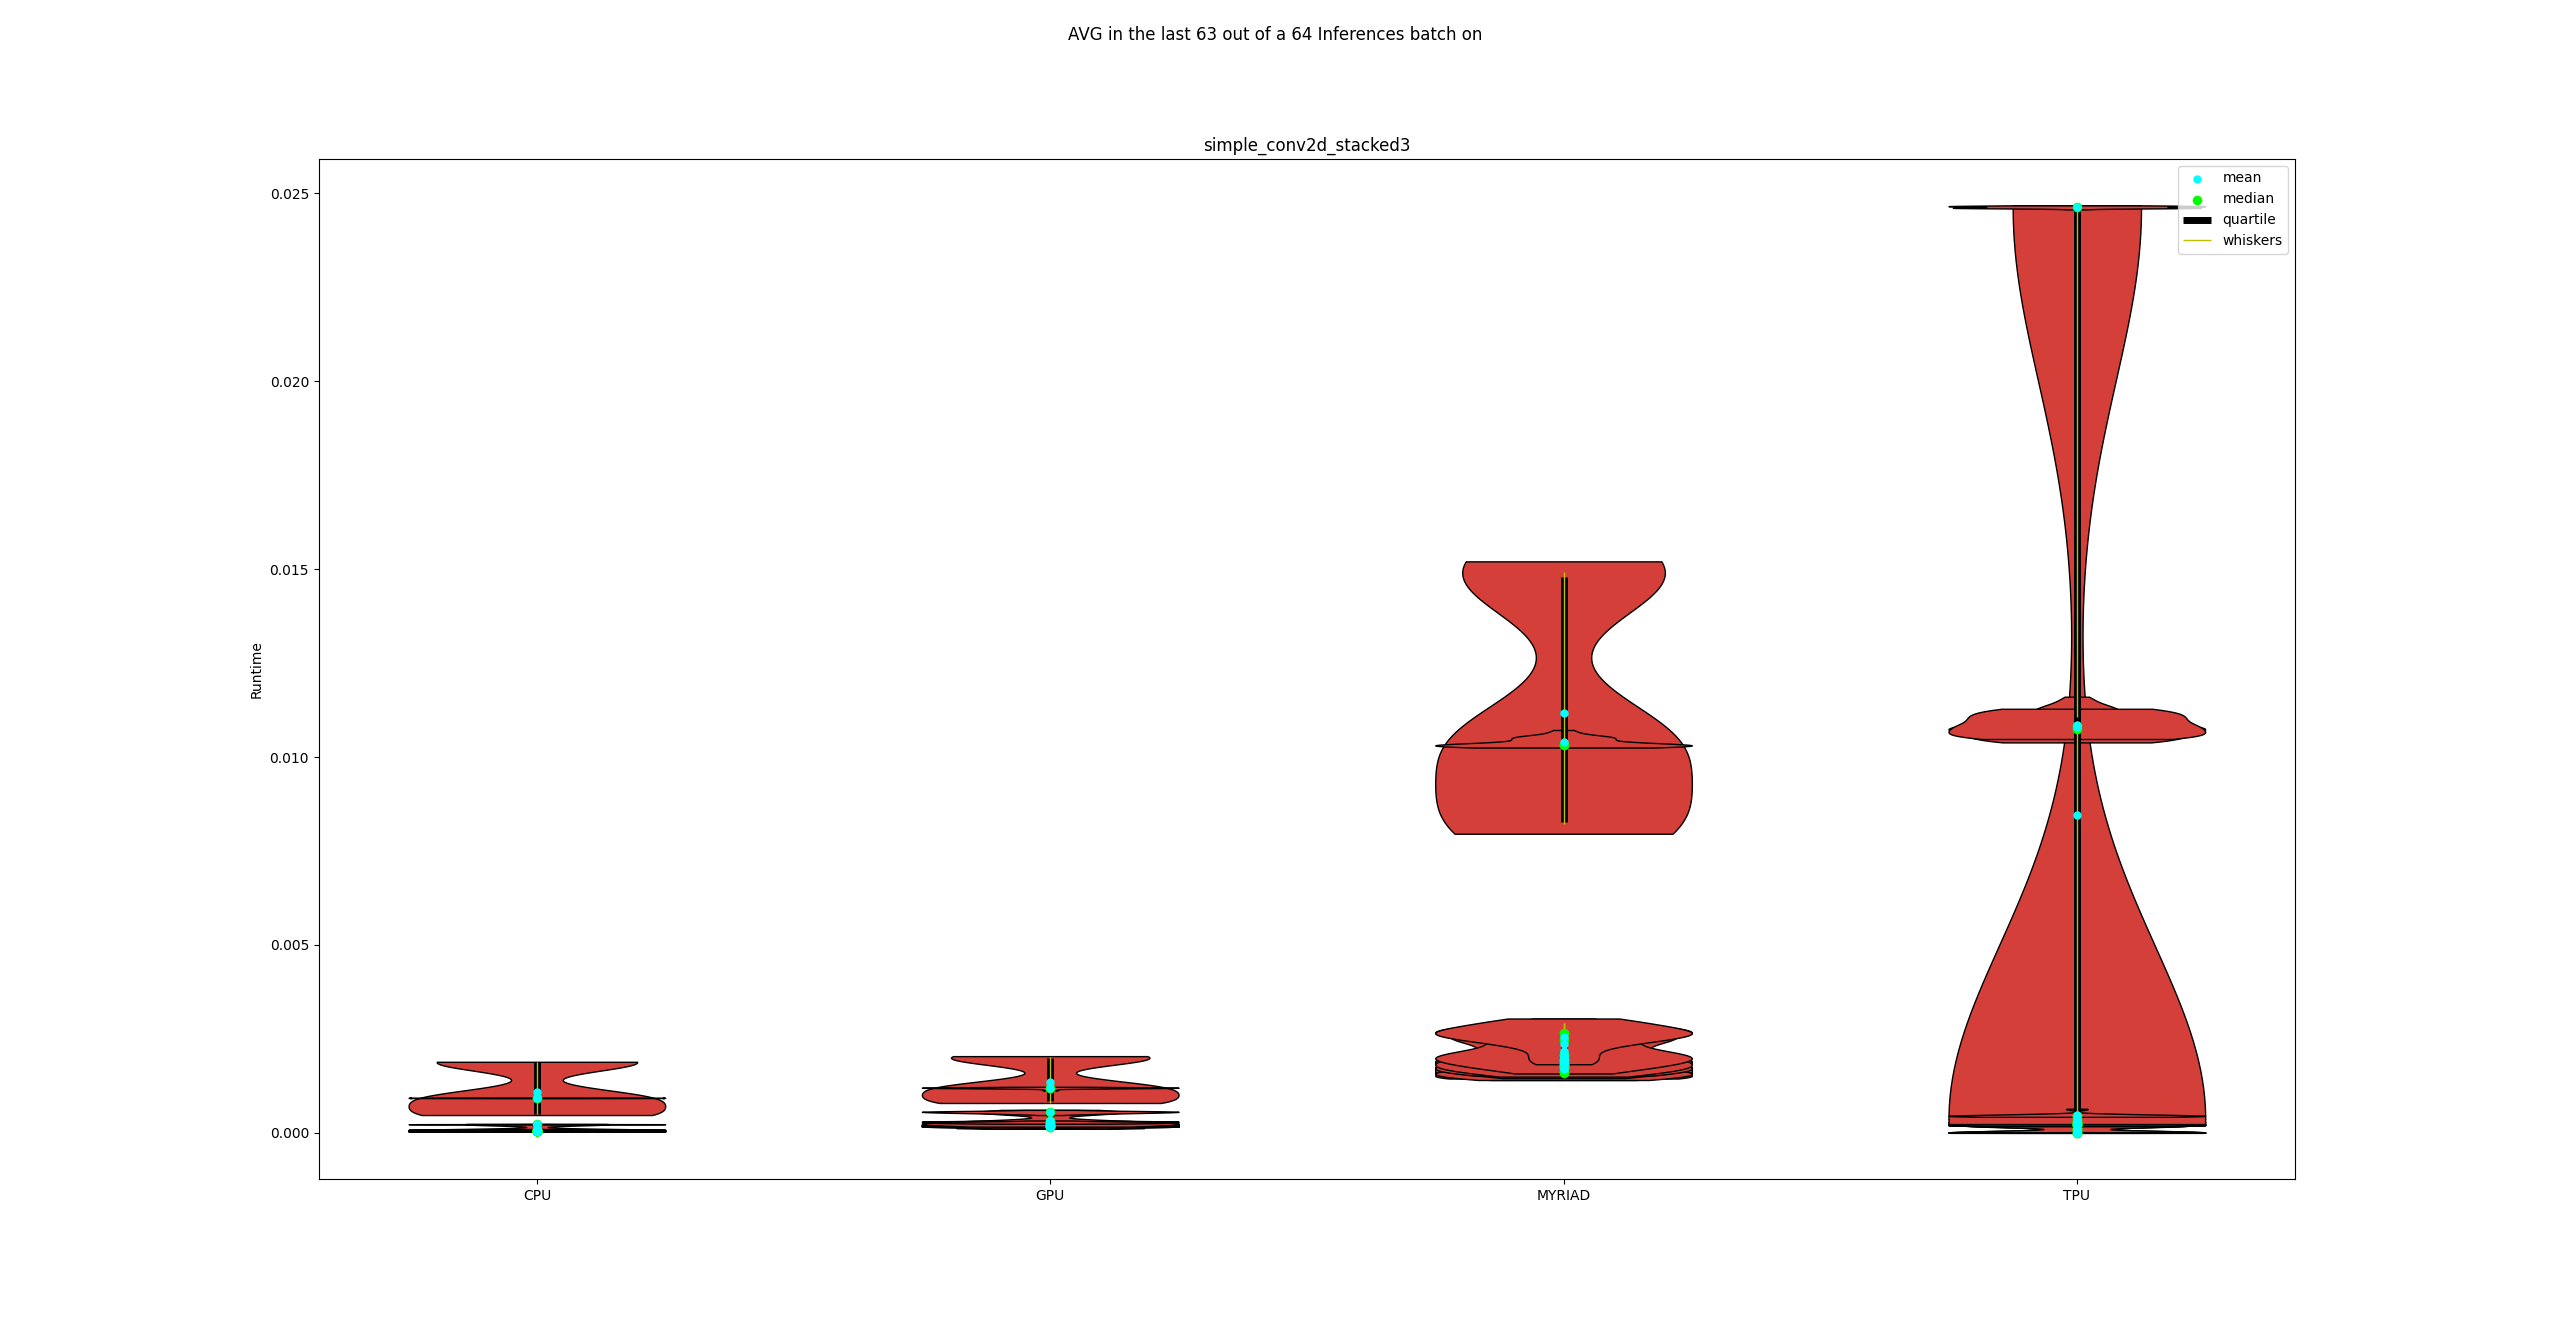 AVG in the last 63 out of a 64 Inferences batch on
simple_conv2d_stacked3
mean
median
quartile
whiskers
0.025
0.020
0.015
0.010
0.005
0.000
Runtime
CPU
GPU
MYRIAD
TPU